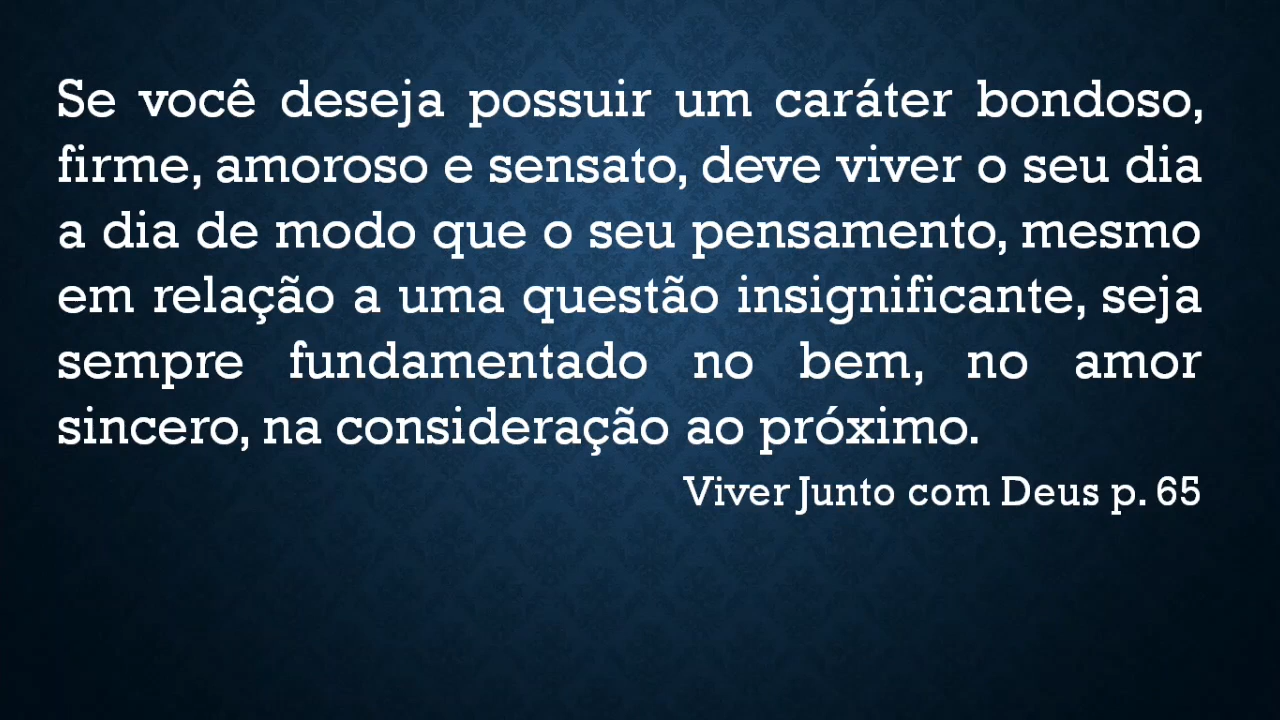 Se você deseja possuir um caráter bondoso,
firme, amoroso e sensato, deve viver o seu dia
a dia de modo que o seu pensamento, mesmo
em relação a uma questão insignificante, seja
sempre fundamentado no bem, no amor
sincero, na consideração ao próximo.
Viver Junto com Deus p. 65